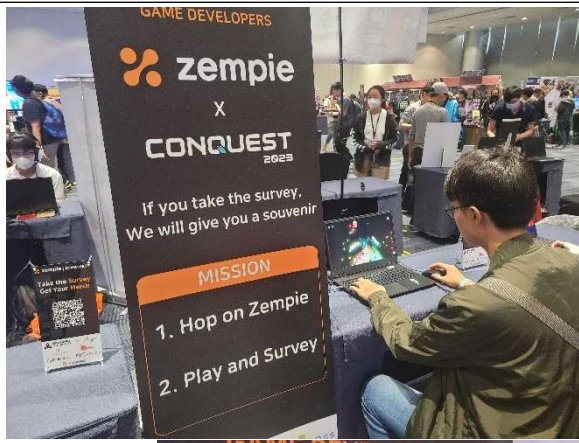 GAME DEVELOPERS
zempie
X
CONQUEST
2023
If you take the survey,
We will give you a souvenir
MISSION
1. Hop on Zempie
2. Play and Survey
Take the Survey
Get Your Merch